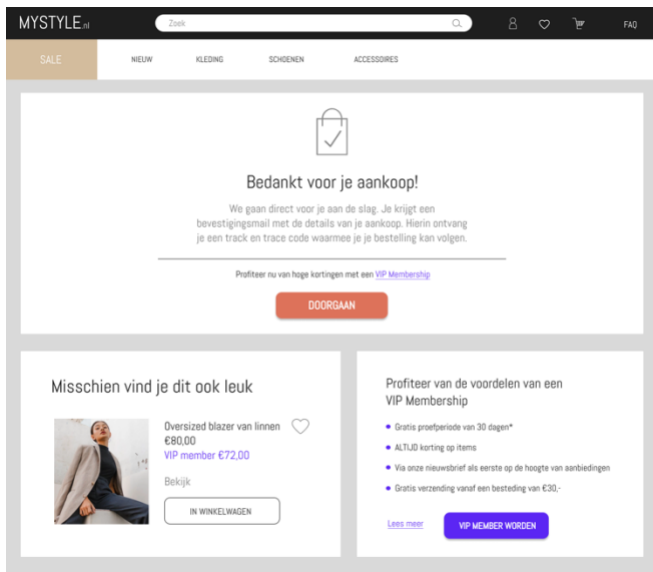 MYSTYLE.nl
Zoek
FAQ
SALE
NIEUW
KLEDING
SCHOENEN
ACCESSOIRES
Bedankt voor je aankoop!
We gaan direct voor je aan de slag. Je krijgt een
bevestigingsmail met de details van je aankoop. Hierin ontvang
je een track en trace code waarmee je je bestelling kan volgen.
Profiteer nu van hoge kortingen met een VIP Membership
DOORGAAN
Misschien vind je dit ook leuk
Oversized blazer van linnen
€80,00
VIP member €72,00
Bekijk
IN WINKELWAGEN
Profiteer van de voordelen van een
VIP Membership
Gratis proefperiode van 30 dagen*
ALTIJD korting op items
Via onze nieuwsbrief als eerste op de hoogte van aanbiedingen
Gratis verzending vanaf een besteding van €30,-
Lees meer
VIP MEMBER WORDEN